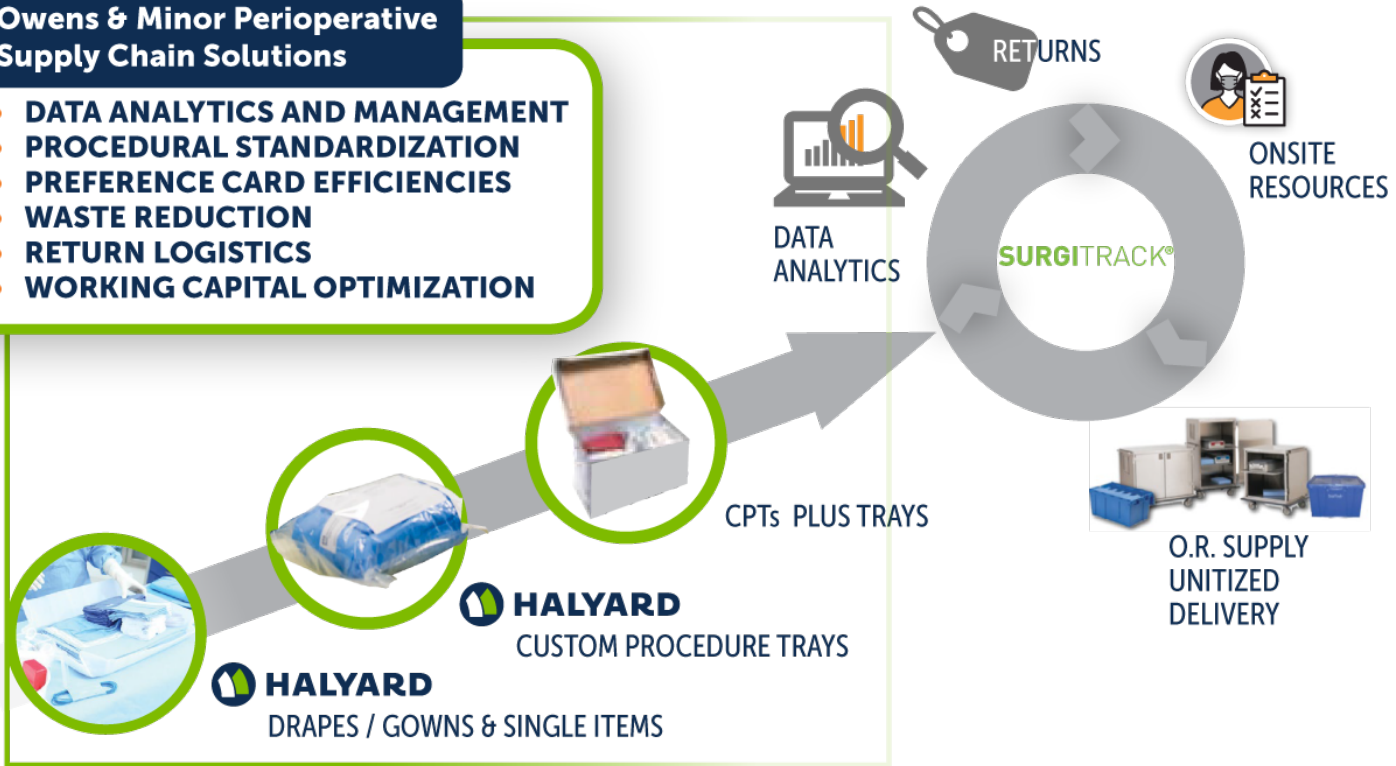 Owens & Minor Perioperative
Supply Chain Solutions
• DATA ANALYTICS AND MANAGEMENT
• PROCEDURAL STANDARDIZATION
• PREFERENCE CARD EFFICIENCIES
• WASTE REDUCTION
• RETURN LOGISTICS
• WORKING CAPITAL OPTIMIZATION
RETURNS
ONSITE
RESOURCES
DATA
ANALYTICS
SURGITRACK®
CPTs PLUS TRAYS
O.R. SUPPLY
UNITIZED
DELIVERY
HALYARD
CUSTOM PROCEDURE TRAYS
HALYARD
DRAPES / GOWNS & SINGLE ITEMS